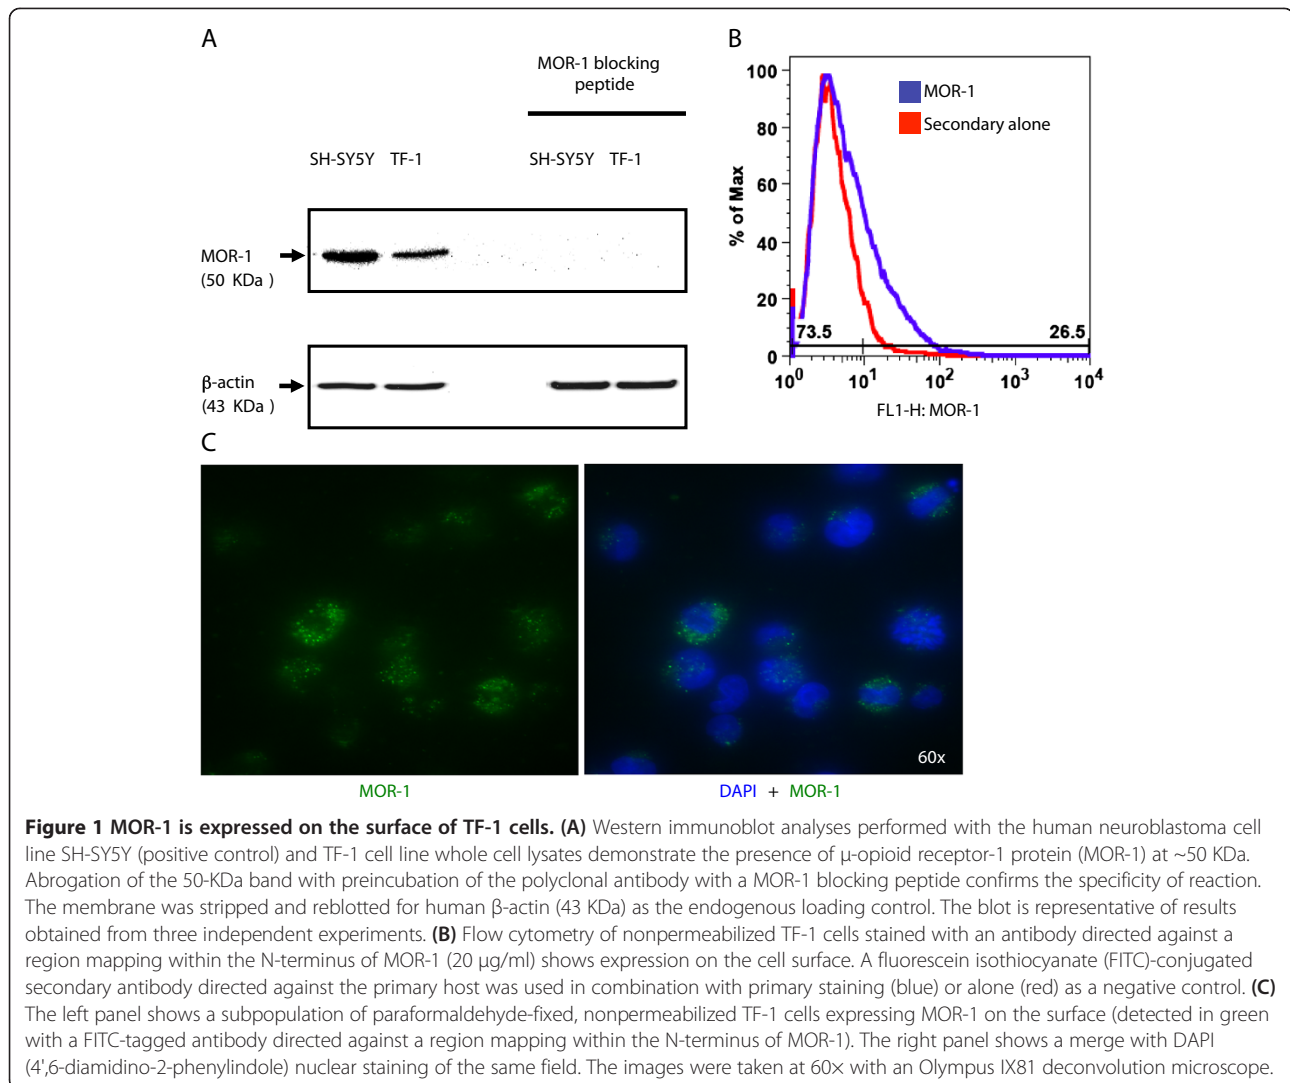 A
MOR-1 blocking
peptide
SH-SY5Y TF-1 SH-SY5Y TF-1
MOR-1
(50 KDa )
β-actin
(43 KDa )
B
MOR-1
Secondary alone
% of Max
100
80
60
40
20
0
73.5 26.5
10⁰ 10¹ 10² 10³ 10⁴
FL1-H: MOR-1
C
60x
MOR-1
DAPI + MOR-1
Figure 1 MOR-1 is expressed on the surface of TF-1 cells. (A) Western immunoblot analyses performed with the human neuroblastoma cell
line SH-SY5Y (positive control) and TF-1 cell line whole cell lysates demonstrate the presence of μ-opioid receptor-1 protein (MOR-1) at ~50 KDa.
Abrogation of the 50-KDa band with preincubation of the polyclonal antibody with a MOR-1 blocking peptide confirms the specificity of reaction.
The membrane was stripped and reblotted for human β-actin (43 KDa) as the endogenous loading control. The blot is representative of results
obtained from three independent experiments. (B) Flow cytometry of nonpermeabilized TF-1 cells stained with an antibody directed against a
region mapping within the N-terminus of MOR-1 (20 μg/ml) shows expression on the cell surface. A fluorescein isothiocyanate (FITC)-conjugated
secondary antibody directed against the primary host was used in combination with primary staining (blue) or alone (red) as a negative control. (C)
The left panel shows a subpopulation of paraformaldehyde-fixed, nonpermeabilized TF-1 cells expressing MOR-1 on the surface (detected in green
with a FITC-tagged antibody directed against a region mapping within the N-terminus of MOR-1). The right panel shows a merge with DAPI
(4',6-diamidino-2-phenylindole) nuclear staining of the same field. The images were taken at 60× with an Olympus IX81 deconvolution microscope.